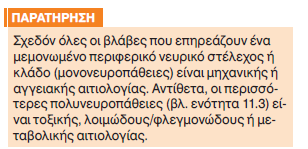 ΠΑΡΑΤΗΡΗΣΗ
Σχεδόν όλες οι βλάβες που επηρεάζουν ένα
μεμονωμένο περιφερικό νευρικό στέλεχος ή
κλάδο (μονονευροπάθειες) είναι μηχανικής ή
αγγειακής αιτιολογίας. Αντίθετα, οι περισσό-
τερες πολυνευροπάθειες (βλ. ενότητα 11.3) εί-
ναι τοξικής, λοιμώδους/φλεγμονώδους ή με-
ταβολικής αιτιολογίας.